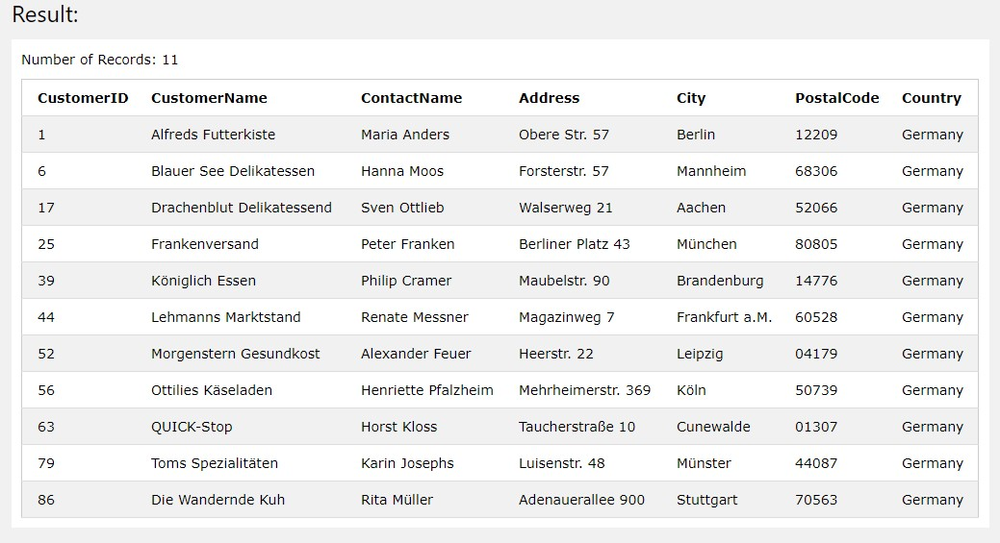 Result:
Number of Records: 11
CustomerID CustomerName ContactName Address City PostalCode Country
1 Alfreds Futterkiste Maria Anders Obere Str. 57 Berlin 12209 Germany
6 Blauer See Delikatessen Hanna Moos Forsterstr. 57 Mannheim 68306 Germany
17 Drachenblut Delikatessend Sven Ottlieb Walserweg 21 Aachen 52066 Germany
25 Frankenversand Peter Franken Berliner Platz 43 München 80805 Germany
39 Königlich Essen Philip Cramer Maubelstr. 90 Brandenburg 14776 Germany
44 Lehmanns Marktstand Renate Messner Magazinweg 7 Frankfurt a.M. 60528 Germany
52 Morgenstern Gesundkost Alexander Feuer Heerstr. 22 Leipzig 04179 Germany
56 Ottilies Käseladen Henriette Pfalzheim Mehrheimerstr. 369 Köln 50739 Germany
63 QUICK-Stop Horst Kloss Taucherstraße 10 Cunewalde 01307 Germany
79 Toms Spezialitäten Karin Josephs Luisenstr. 48 Münster 44087 Germany
86 Die Wandernde Kuh Rita Müller Adenauerallee 900 Stuttgart 70563 Germany